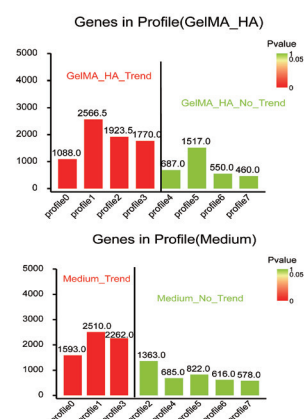 Genes in Profile(GelMA_HA)
Pvalue
1
0.05
0
5000
4000
3000
2000
1000
0
GelMA_HA_Trend
GelMA_HA_No_Trend
1088.0
2566.5
1923.5
1770.0
687.0
1517.0
550.0
460.0
profile0
profile1
profile2
profile3
profile4
profile5
profile6
profile7
Genes in Profile(Medium)
Pvalue
1
0.05
0
5000
4000
3000
2000
1000
0
Medium_Trend
Medium_No_Trend
1593.0
2510.0
2262.0
1363.0
685.0
822.0
616.0
578.0
profile0
profile1
profile3
profile2
profile4
profile5
profile6
profile7